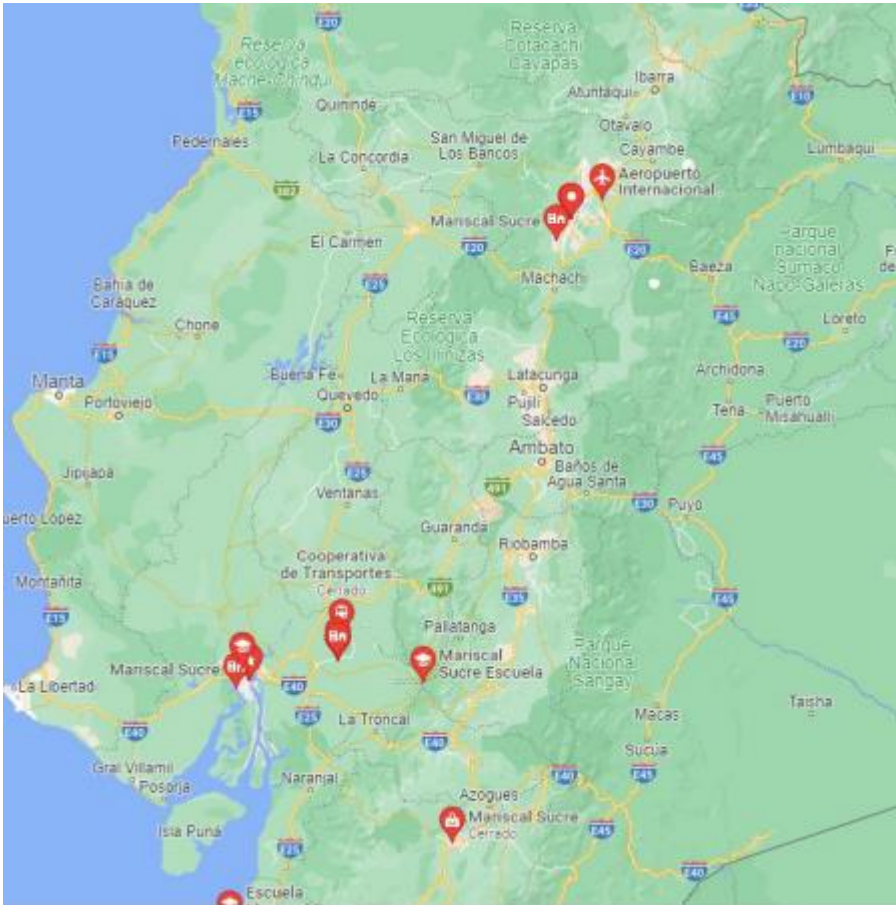 Reserva
ecológica
Mache-Chindul
Reserva
Cotacachi
Cayapas
E15
Quininde
Ibarra
Atuntaqui
E10
Otavalo
Pedernales
La Concordia
San Miguel de
Los Bancos
Cayambe
Lumbaqui
382
Aeropuerto
Internacional...
Mariscal Sucre
El Carmen
E20
E20
Parque
nacional
Sumaco
Napo-Galeras
Bahía de
Caráquez
E25
Machachi
Baeza
Chone
Reserva
Ecológica
Los Ilinizas
E45
Loreto
E15
E20
Manta
Buena Fe
La Maná
Latacunga
Archidona
Portoviejo
Quevedo
E30
Pujilí
E30
Salcedo
Tena
Puerto
Misahualli
Ambato
Jipijapa
E25
Baños de
Agua Santa
E45
Ventanas
491
E30
Puyo
uerto López
Guaranda
Riobamba
Cooperativa
de Transportes...
Cerrado
Montañita
491
E35
E45
E15
Pallatanga
Mariscal Sucre
Mariscal
Sucre Escuela
Parque
Nacional
Sangay
La Libertad
E40
Macas
Taisha
E40
E25
La Troncal
E40
Sucúa
Gral Villamil
Posorja
Naranjal
E40
E45
Azogues
Isla Puná
Mariscal Sucre
Cerrado
E45
E25
E40
Escuela